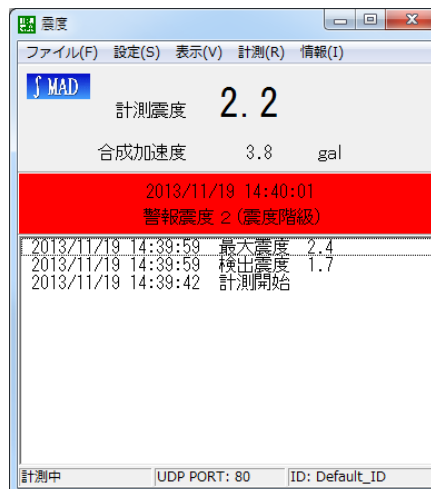 震度
ファイル(F) 設定(S) 表示(V) 計測(R) 情報(I)
∫MAD
計測震度 2.2
合成加速度 3.8 gal
2013/11/19 14:40:01
警報震度 2 (震度階級)
2013/11/19 14:39:59 最大震度 2.4
2013/11/19 14:39:59 検出震度 1.7
2013/11/19 14:39:42 計測開始
計測中 UDP PORT: 80 ID: Default_ID